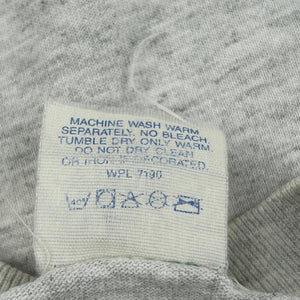 MACHINE WASH WARM
SEPARATELY. NO BLEACH
TUMBLE DRY ONLY WARM.
DO NOT DRY CLEAN
OR IRON IF DECORATED.
WPL 7190